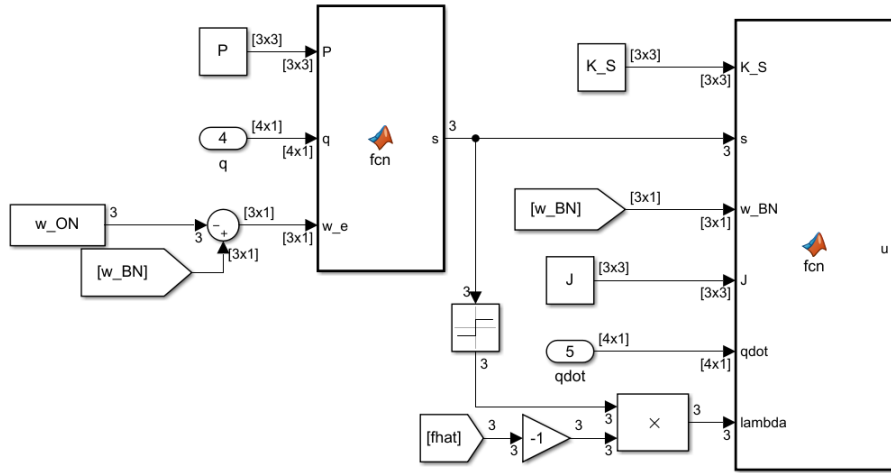 P
[3x3]
[3x3]
P
4
q
[4x1]
[4x1]
q
fcn
s
3
w_ON
3
3
−
+
[3x1]
[3x1]
w_e
[w_BN]
[3x1]
K_S
[3x3]
[3x3]
K_S
3
s
[w_BN]
[3x1]
[3x1]
w_BN
fcn
u
J
[3x3]
[3x3]
J
3
3
5
qdot
[4x1]
[4x1]
qdot
[fhat]
3
3
-1
3
3
3
×
3
3
lambda